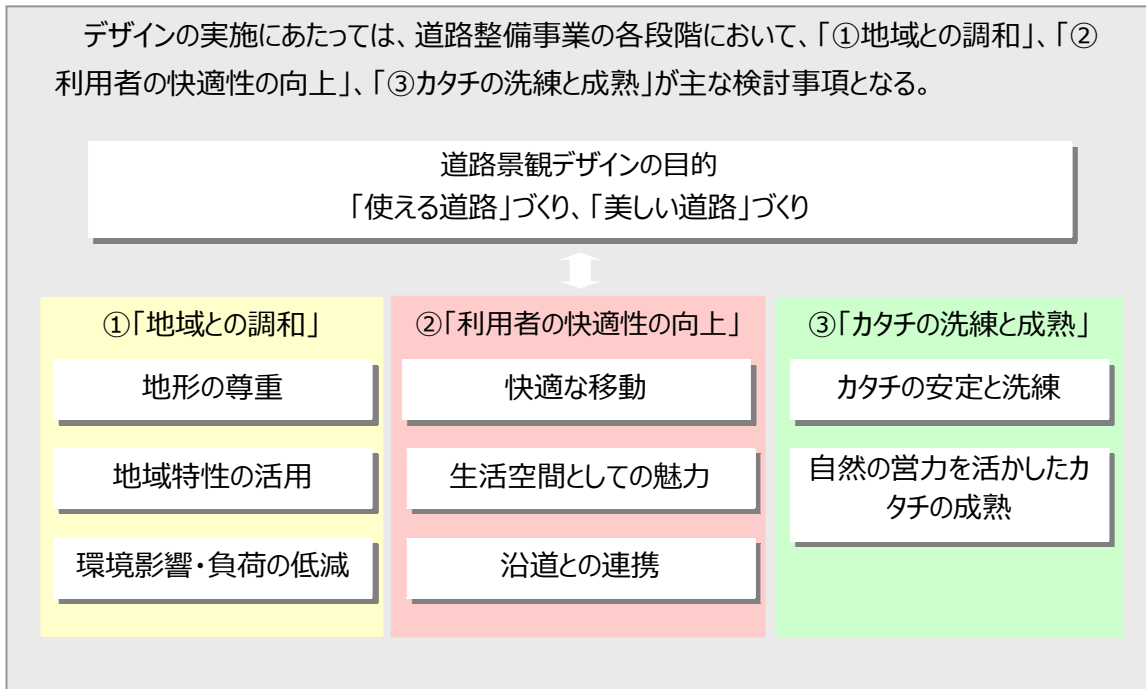 デザインの実施にあたっては、道路整備事業の各段階において、「①地域との調和」、「②
利用者の快適性の向上」、「③カタチの洗練と成熟」が主な検討事項となる。
道路景観デザインの目的
「使える道路」づくり、「美しい道路」づくり
①「地域との調和」
地形の尊重
地域特性の活用
環境影響・負荷の低減
②「利用者の快適性の向上」
快適な移動
生活空間としての魅力
沿道との連携
③「カタチの洗練と成熟」
カタチの安定と洗練
自然の営力を活かしたカ
タチの成熟